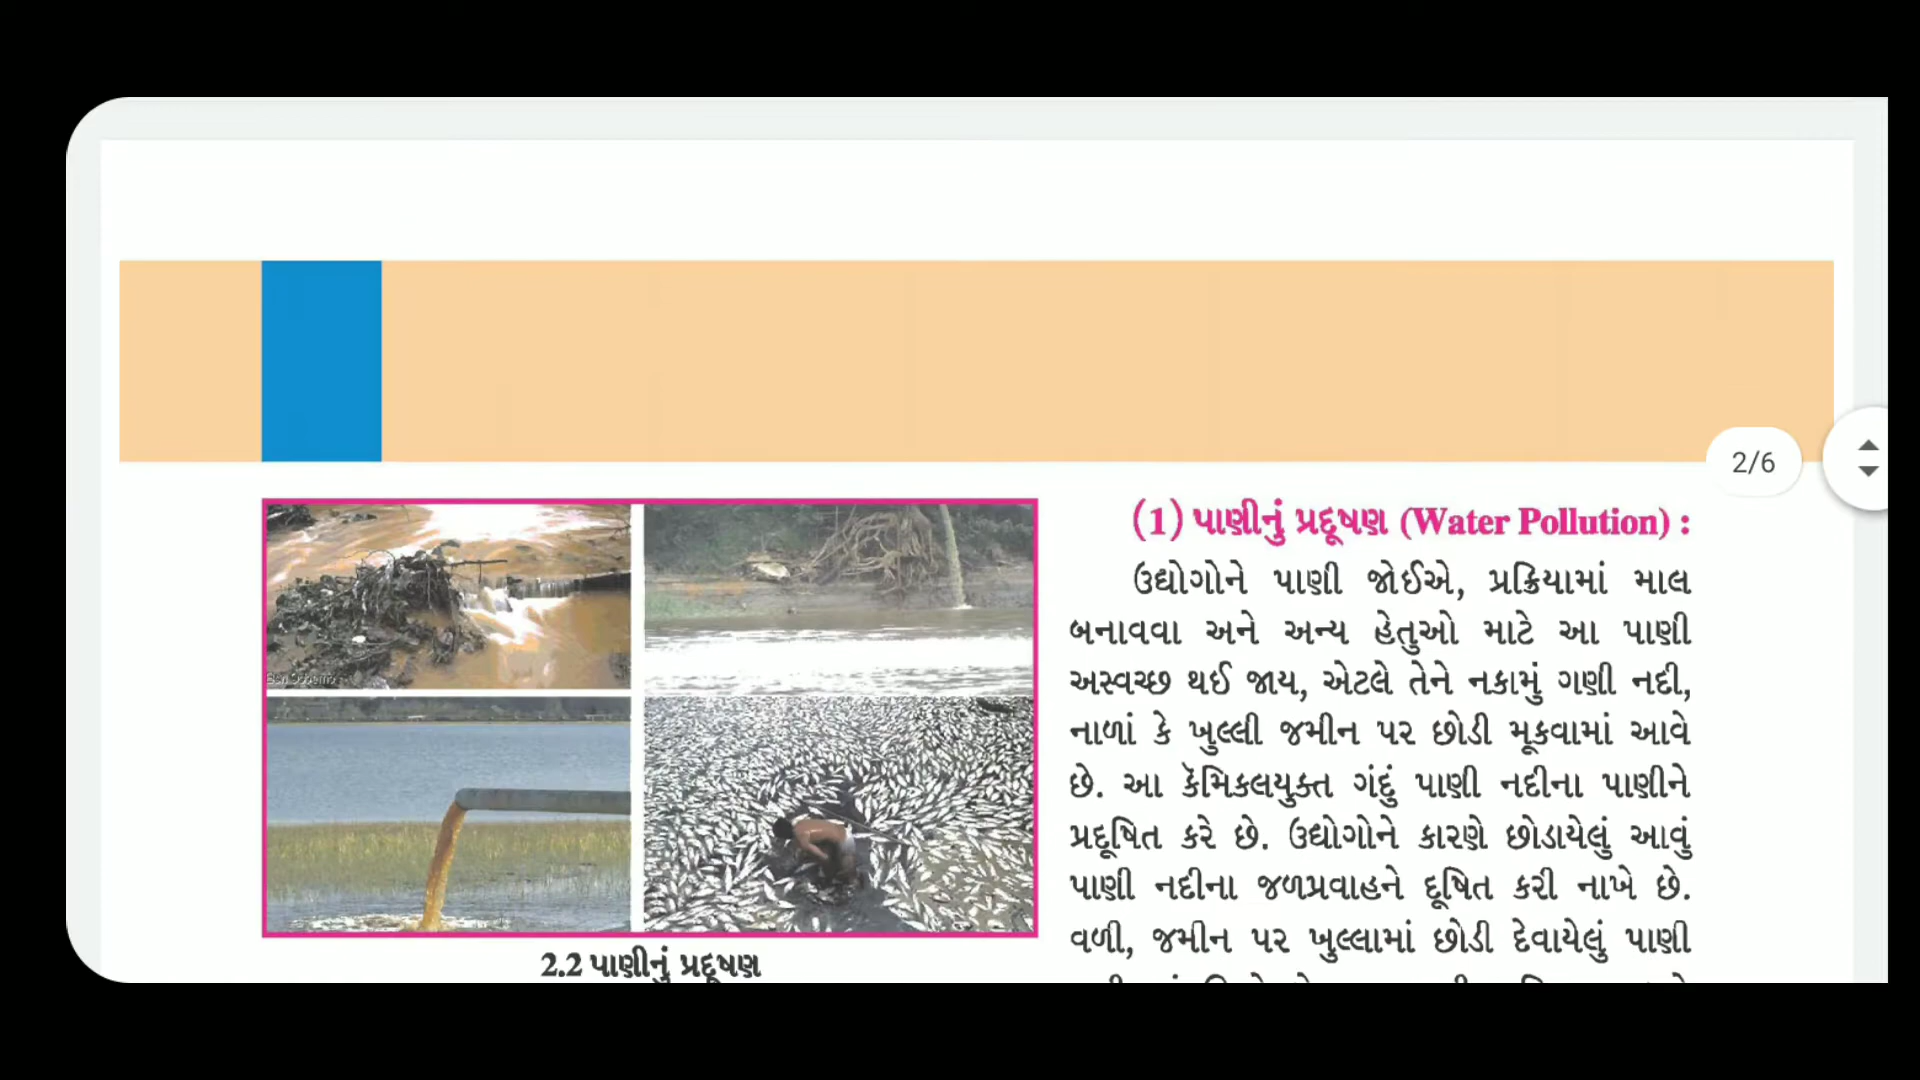 2/6
(1) પાણીનું પ્રદૂષણ (Water Pollution) :
ઉદ્યોગોને પાણી જોઈએ, પ્રક્રિયામાં માલ
બનાવવા અને અન્ય હેતુઓ માટે આ પાણી
અસ્વચ્છ થઈ જાય, એટલે તેને નકામું ગણી નદી,
નાળાં કે ખુલ્લી જમીન પર છોડી મૂકવામાં આવે
છે. આ કૅમિકલયુક્ત ગંદું પાણી નદીના પાણીને
પ્રદૂષિત કરે છે. ઉદ્યોગોને કારણે છોડાયેલું આવું
પાણી નદીના જળપ્રવાહને દૂષિત કરી નાખે છે.
વળી, જમીન પર ખુલ્લામાં છોડી દેવાયેલું પાણી
2.2 પાણીનું પ્રદૂષણ